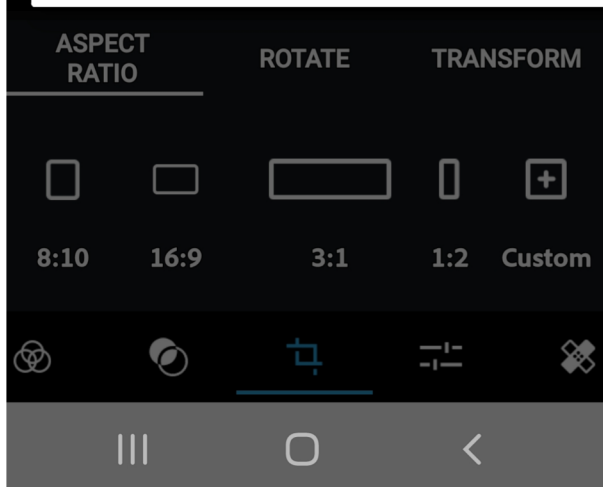 ASPECT
RATIO
ROTATE
TRANSFORM
8:10
16:9
3:1
1:2
Custom